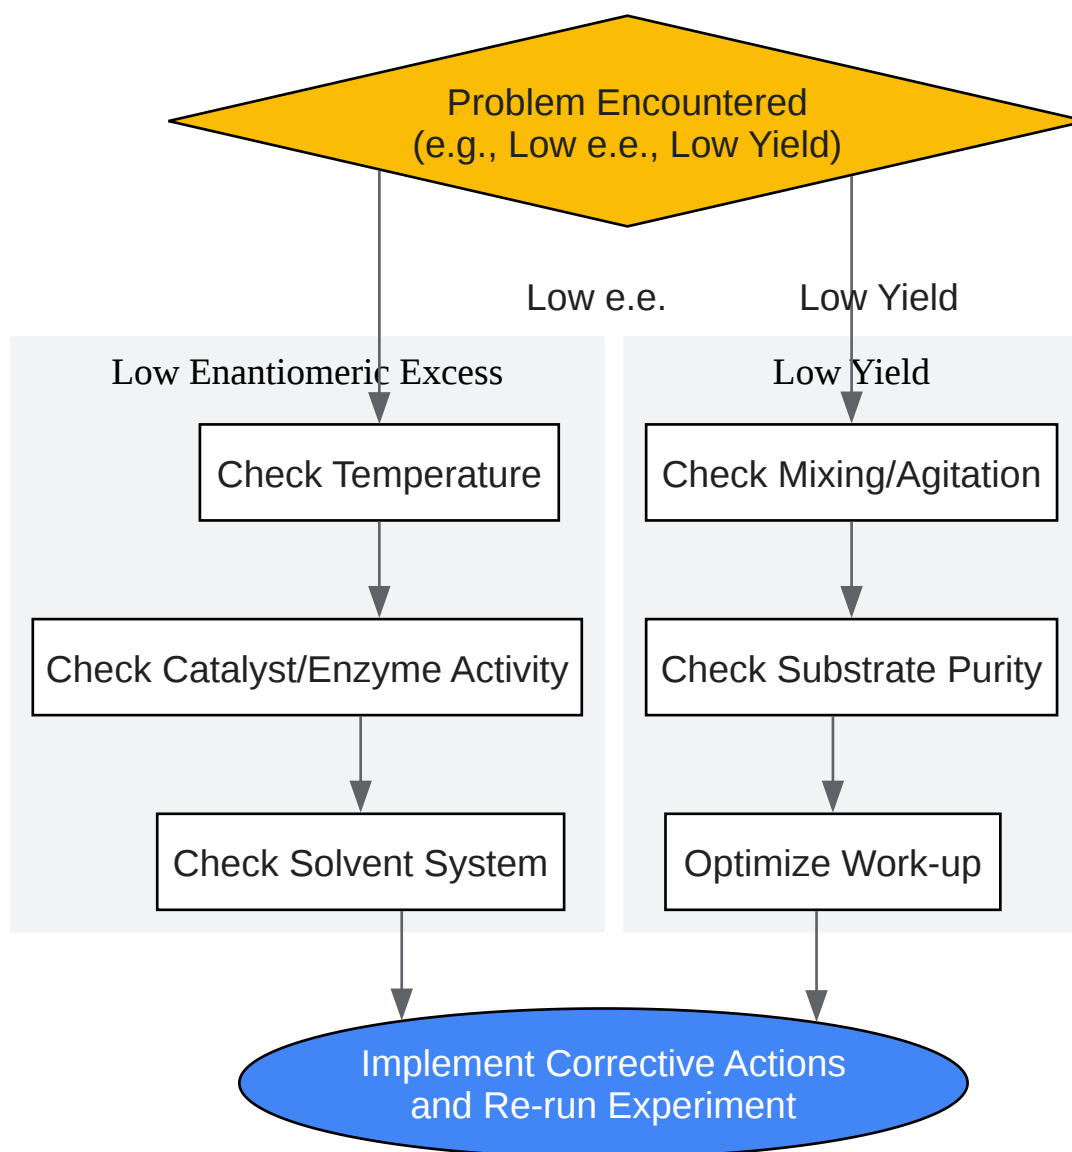 Problem Encountered
(e.g., Low e.e., Low Yield)
Low e.e.
Low Yield
Low Enantiomeric Excess
Low Yield
Check Temperature
Check Mixing/Agitation
Check Catalyst/Enzyme Activity
Check Substrate Purity
Check Solvent System
Optimize Work-up
Implement Corrective Actions
and Re-run Experiment